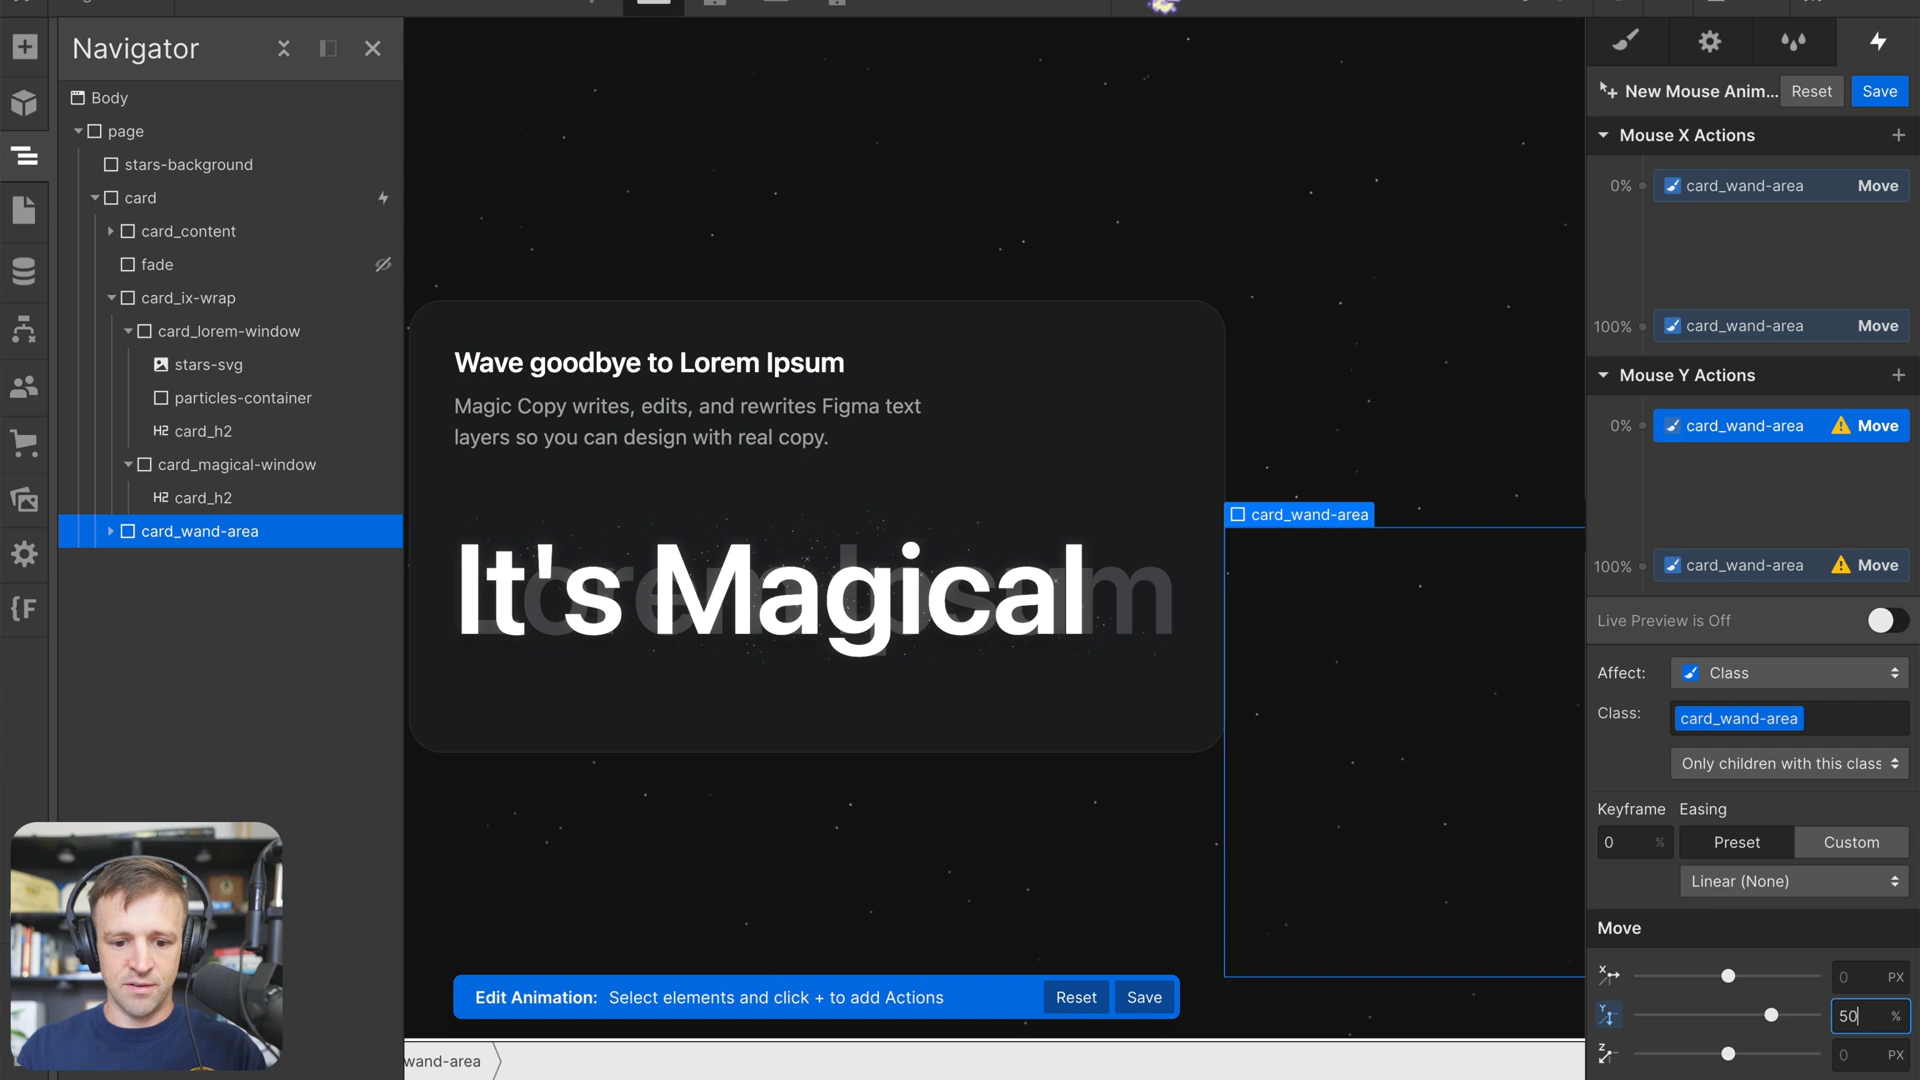 Navigator
Body
page
stars-background
card
card_content
fade
card_ix-wrap
card_lorem-window
stars-svg
particles-container
H2 card_h2
card_magical-window
H2 card_h2
card_wand-area
Wave goodbye to Lorem Ipsum
Magic Copy writes, edits, and rewrites Figma text
layers so you can design with real copy.
Lorem Ipsum
It's Magical
card_wand-area
Edit Animation: Select elements and click + to add Actions
Reset
Save
wand-area
New Mouse Anim...
Reset
Save
Mouse X Actions
0% card_wand-area Move
100% card_wand-area Move
Mouse Y Actions
0% card_wand-area Move
100% card_wand-area Move
Live Preview is Off
Affect: Class
Class: card_wand-area
Only children with this class
Keyframe Easing
0 % Preset Custom
Linear (None)
Move
X 0 PX
Y 50 %
Z 0 PX